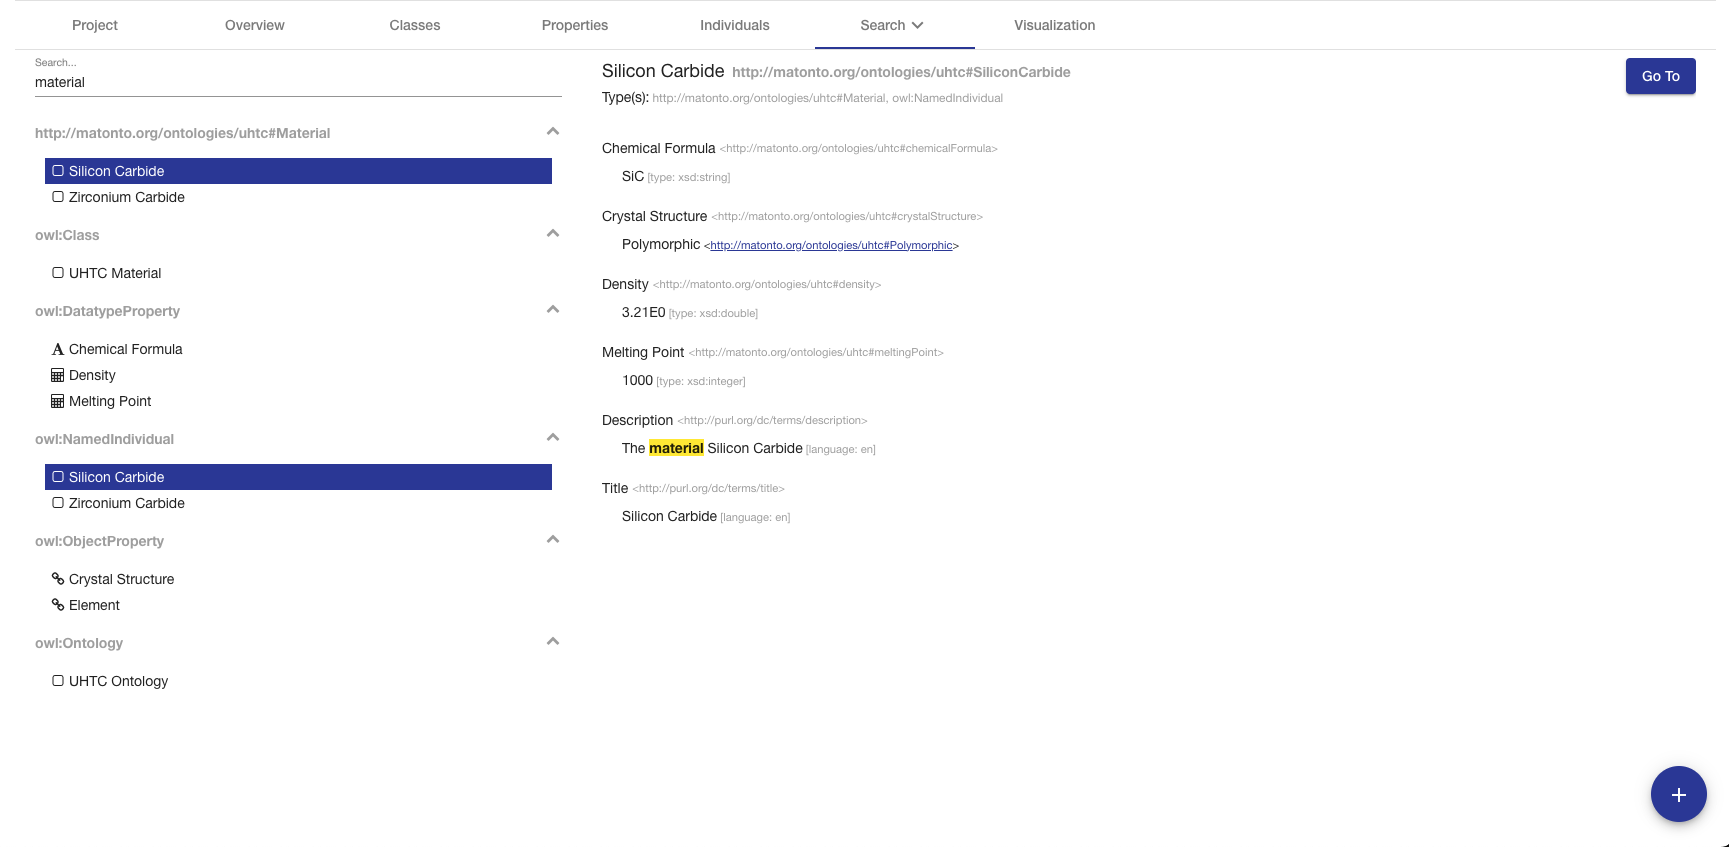 Project Overview Classes Properties Individuals Search Visualization
Search...
material
http://matonto.org/ontologies/uhtc#Material
Silicon Carbide
Zirconium Carbide
owl:Class
UHTC Material
owl:DatatypeProperty
Chemical Formula
Density
Melting Point
owl:NamedIndividual
Silicon Carbide
Zirconium Carbide
owl:ObjectProperty
Crystal Structure
Element
owl:Ontology
UHTC Ontology
Silicon Carbide http://matonto.org/ontologies/uhtc#SiliconCarbide
Go To
Type(s): http://matonto.org/ontologies/uhtc#Material, owl:NamedIndividual
Chemical Formula <http://matonto.org/ontologies/uhtc#chemicalFormula>
SiC [type: xsd:string]
Crystal Structure <http://matonto.org/ontologies/uhtc#crystalStructure>
Polymorphic <http://matonto.org/ontologies/uhtc#Polymorphic>
Density <http://matonto.org/ontologies/uhtc#density>
3.21E0 [type: xsd:double]
Melting Point <http://matonto.org/ontologies/uhtc#meltingPoint>
1000 [type: xsd:integer]
Description <http://purl.org/dc/terms/description>
The material Silicon Carbide [language: en]
Title <http://purl.org/dc/terms/title>
Silicon Carbide [language: en]